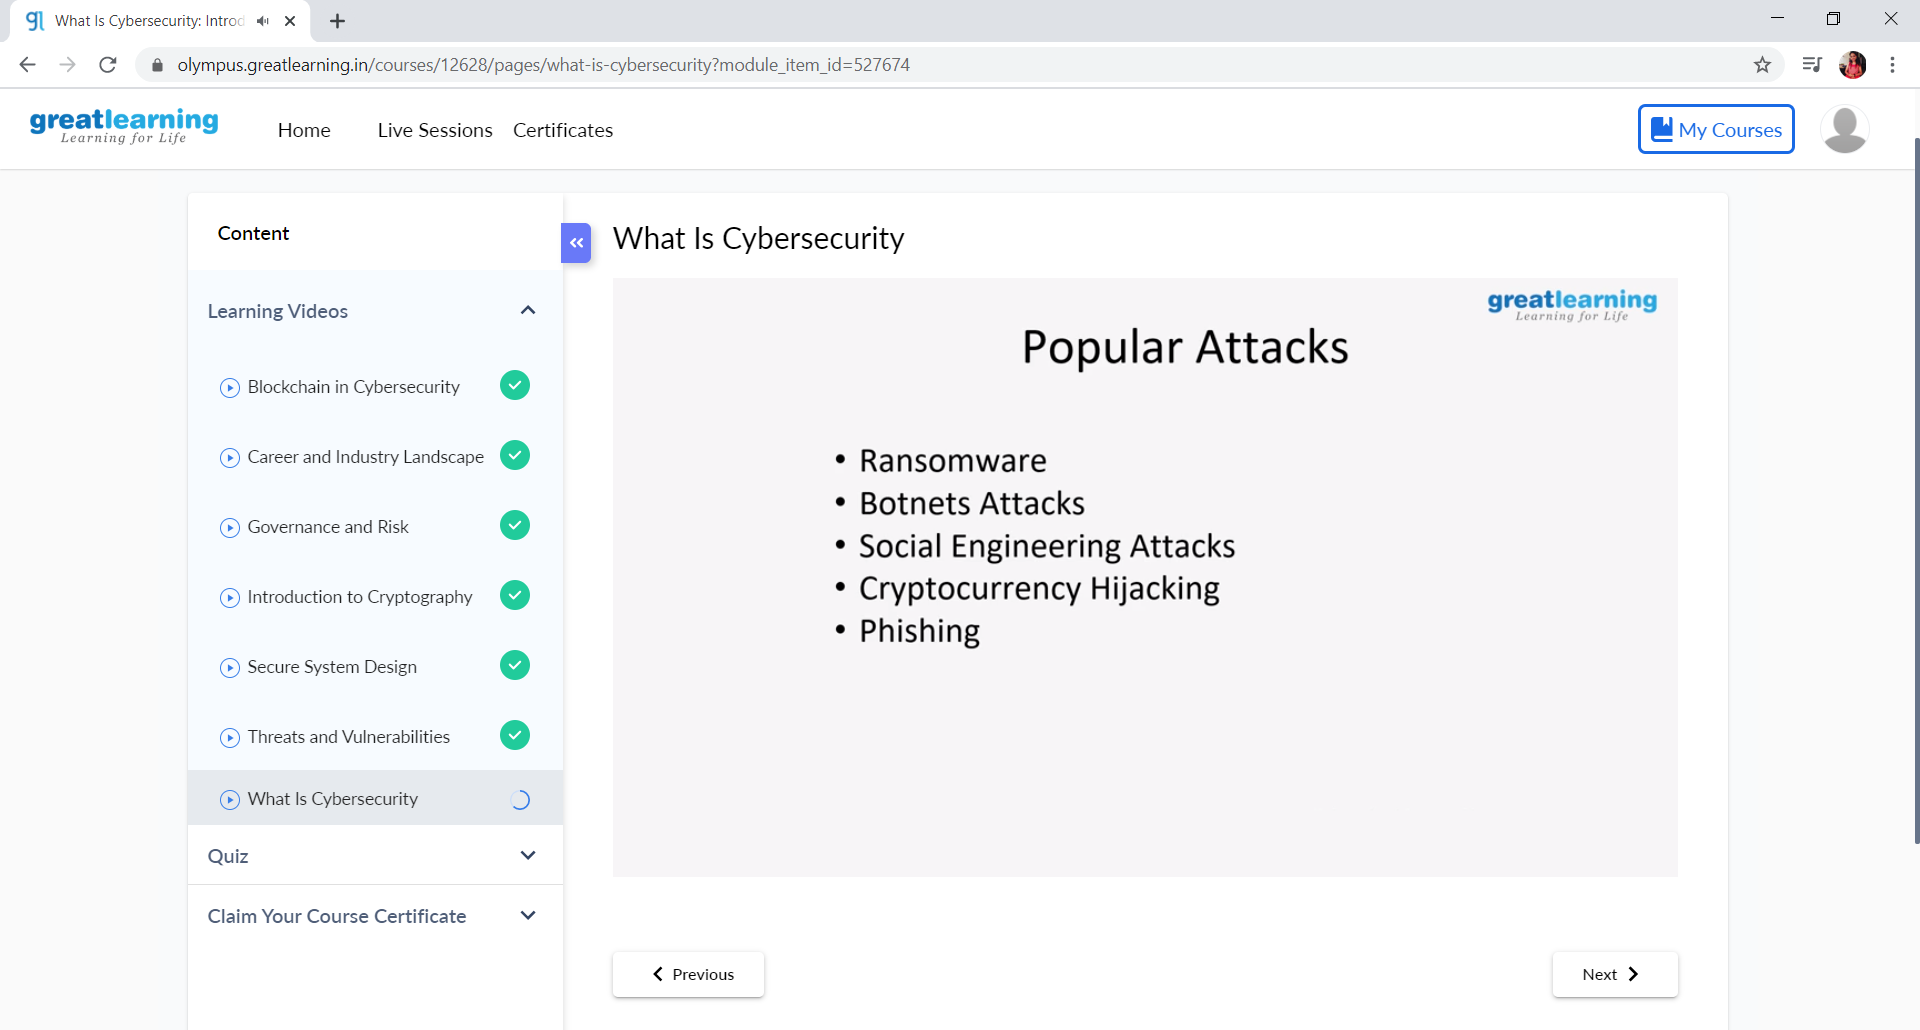 gl What Is Cybersecurity: Introd
olympus.greatlearning.in/courses/12628/pages/what-is-cybersecurity?module_item_id=527674
greatlearning
Learning for Life
Home Live Sessions Certificates
My Courses
Content
Learning Videos
Blockchain in Cybersecurity
Career and Industry Landscape
Governance and Risk
Introduction to Cryptography
Secure System Design
Threats and Vulnerabilities
What Is Cybersecurity
Quiz
Claim Your Course Certificate
What Is Cybersecurity
greatlearning
Learning for Life
Popular Attacks
• Ransomware
• Botnets Attacks
• Social Engineering Attacks
• Cryptocurrency Hijacking
• Phishing
Previous
Next